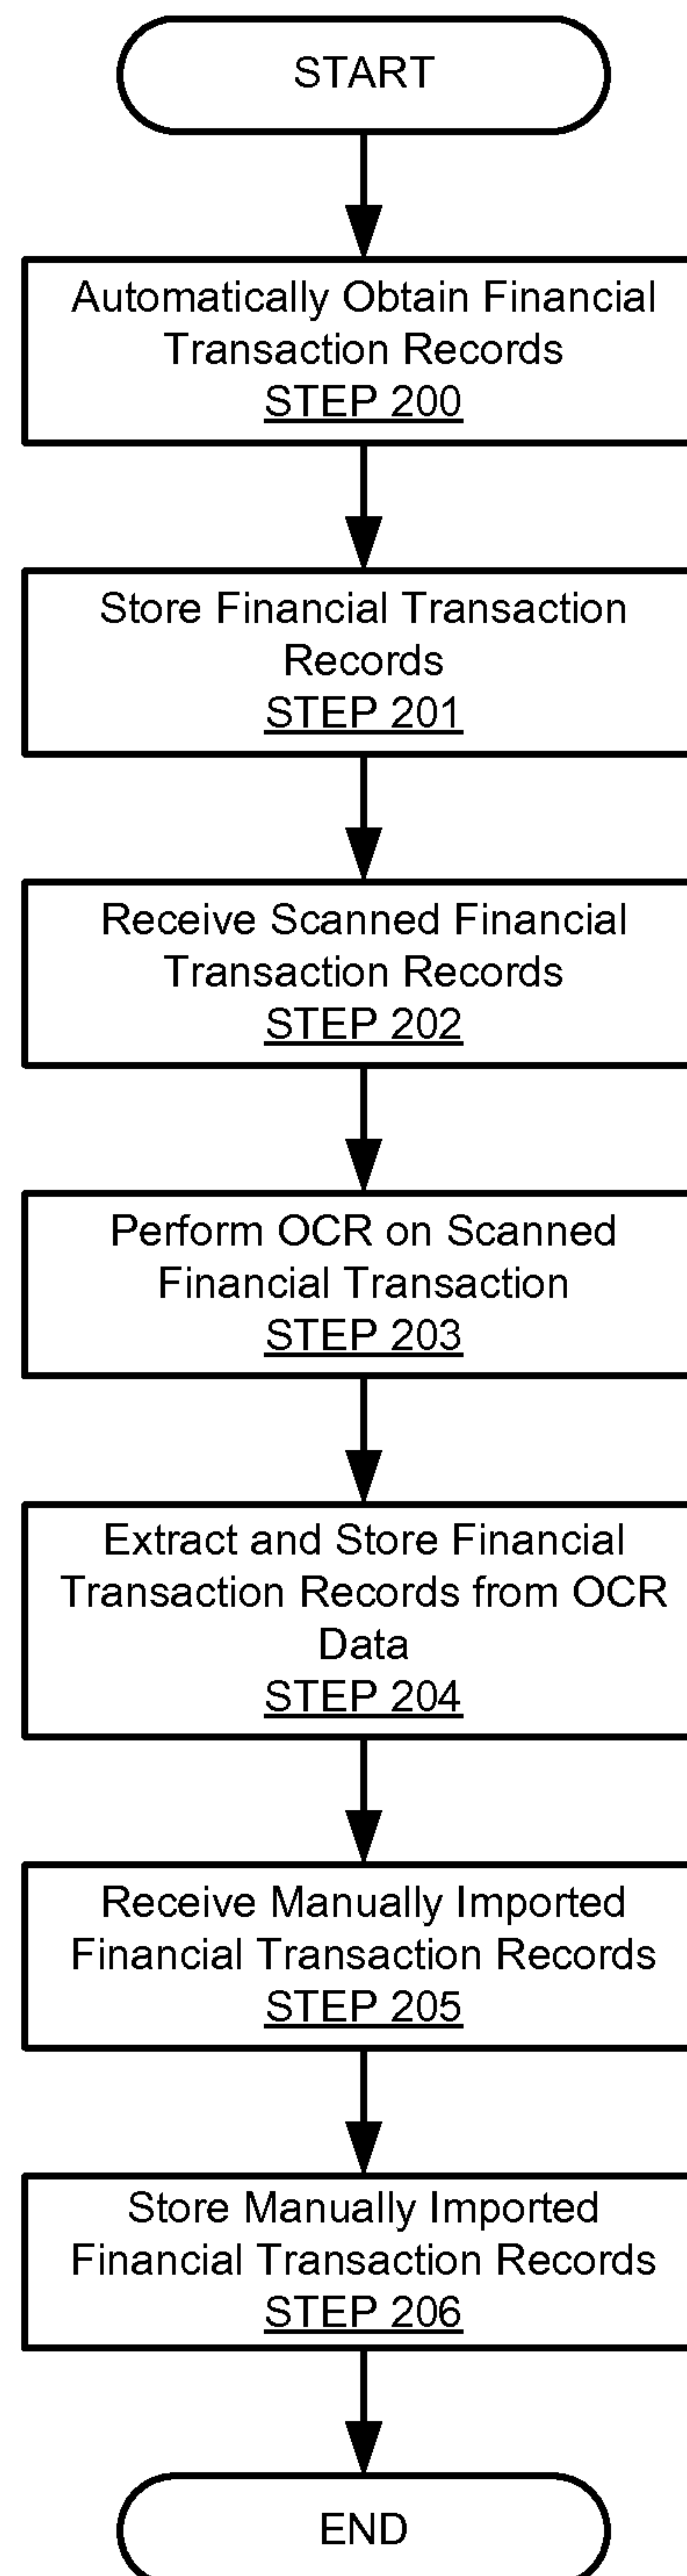 START
Automatically Obtain Financial
Transaction Records
STEP 200
Store Financial Transaction
Records
STEP 201
Receive Scanned Financial
Transaction Records
STEP 202
Perform OCR on Scanned
Financial Transaction
STEP 203
Extract and Store Financial
Transaction Records from OCR
Data
STEP 204
Receive Manually Imported
Financial Transaction Records
STEP 205
Store Manually Imported
Financial Transaction Records
STEP 206
END